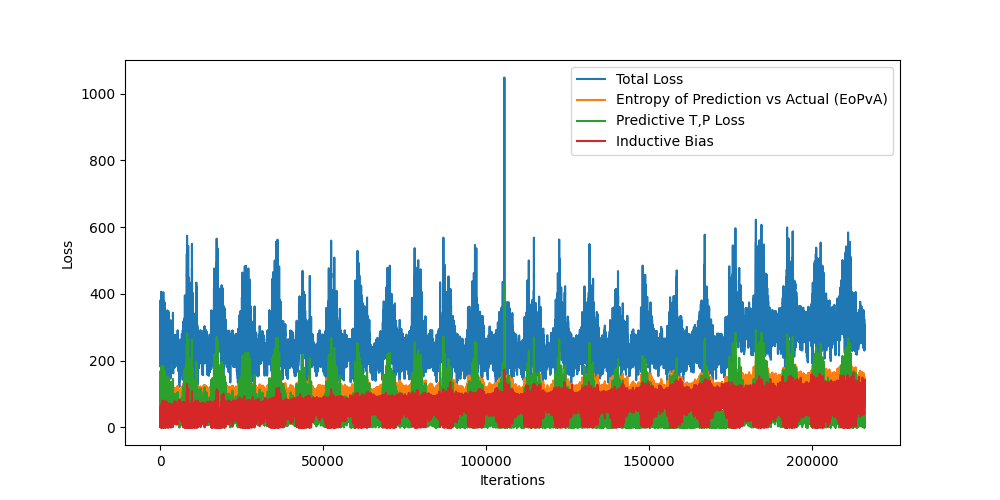 Total Loss
Entropy of Prediction vs Actual (EoPvA)
Predictive T,P Loss
Inductive Bias
1000
800
600
400
200
0
Loss
0 50000 100000 150000 200000
Iterations